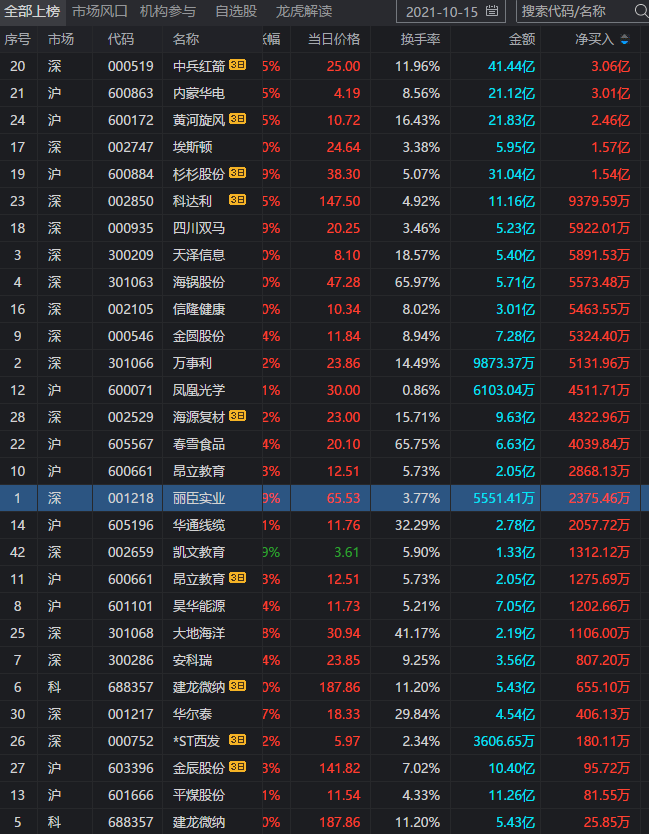 全部上榜 市场风口 机构参与 自选股 龙虎解读 2021-10-15 搜索代码/名称
序号 市场 代码 名称 涨幅 当日价格 换手率 金额 净买入
20 深 000519 中兵红箭 3日 5% 25.00 11.96% 41.44亿 3.06亿
21 沪 600863 内蒙华电 5% 4.19 8.56% 21.12亿 3.01亿
24 沪 600172 黄河旋风 3日 5% 10.72 16.43% 21.83亿 2.46亿
17 深 002747 埃斯顿 0% 24.64 3.38% 5.95亿 1.57亿
19 沪 600884 杉杉股份 3日 9% 38.30 5.07% 31.04亿 1.54亿
23 深 002850 科达利 3日 5% 147.50 4.92% 11.16亿 9379.59万
18 深 000935 四川双马 9% 20.25 3.46% 5.23亿 5922.01万
3 深 300209 天泽信息 0% 8.10 18.57% 5.40亿 5891.53万
4 深 301063 海锅股份 0% 47.28 65.97% 5.71亿 5573.48万
16 深 002105 信隆健康 0% 10.34 8.02% 3.01亿 5463.55万
9 深 000546 金圆股份 4% 11.84 8.94% 7.28亿 5324.40万
2 深 301066 万事利 2% 23.86 14.49% 9873.37万 5131.96万
12 沪 600071 凤凰光学 1% 30.00 0.86% 6103.04万 4511.71万
28 深 002529 海源复材 3日 2% 23.00 15.71% 9.63亿 4322.96万
22 沪 605567 春雪食品 4% 20.10 65.75% 6.63亿 4039.84万
10 沪 600661 昂立教育 3% 12.51 5.73% 2.05亿 2868.13万
1 深 001218 丽臣实业 9% 65.53 3.77% 5551.41万 2375.46万
14 沪 605196 华通线缆 1% 11.76 32.29% 2.78亿 2057.72万
42 深 002659 凯文教育 9% 3.61 5.90% 1.33亿 1312.12万
11 沪 600661 昂立教育 3日 3% 12.51 5.73% 2.05亿 1275.69万
8 沪 601101 昊华能源 4% 11.73 5.21% 7.05亿 1202.66万
25 深 301068 大地海洋 8% 30.94 41.17% 2.19亿 1106.00万
7 深 300286 安科瑞 4% 23.85 9.25% 3.56亿 807.20万
6 科 688357 建龙微纳 3日 0% 187.86 11.20% 5.43亿 655.10万
30 深 001217 华尔泰 7% 18.33 29.84% 4.54亿 406.13万
26 深 000752 *ST西发 3日 2% 5.97 2.34% 3606.65万 180.11万
27 沪 603396 金辰股份 3日 3% 141.82 7.02% 10.40亿 95.72万
13 沪 601666 平煤股份 1% 11.54 4.33% 11.26亿 81.55万
5 科 688357 建龙微纳 0% 187.86 11.20% 5.43亿 25.85万